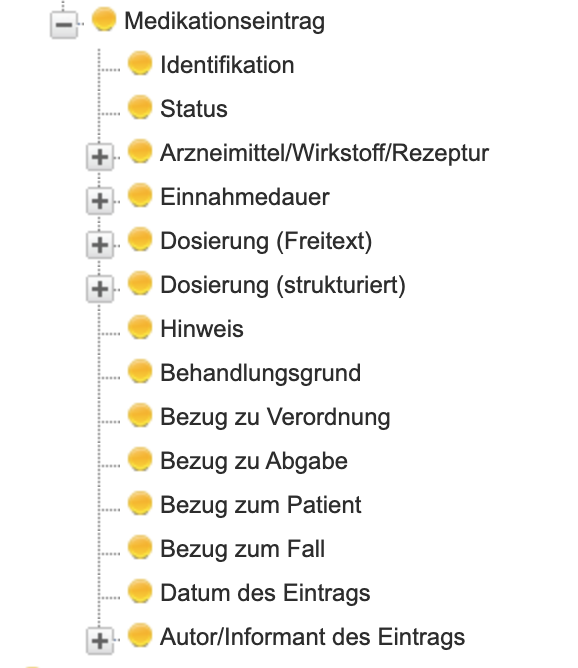 Medikationseintrag
Identifikation
Status
Arzneimittel/Wirkstoff/Rezeptur
Einnahmedauer
Dosierung (Freitext)
Dosierung (strukturiert)
Hinweis
Behandlungsgrund
Bezug zu Verordnung
Bezug zu Abgabe
Bezug zum Patient
Bezug zum Fall
Datum des Eintrags
Autor/Informant des Eintrags